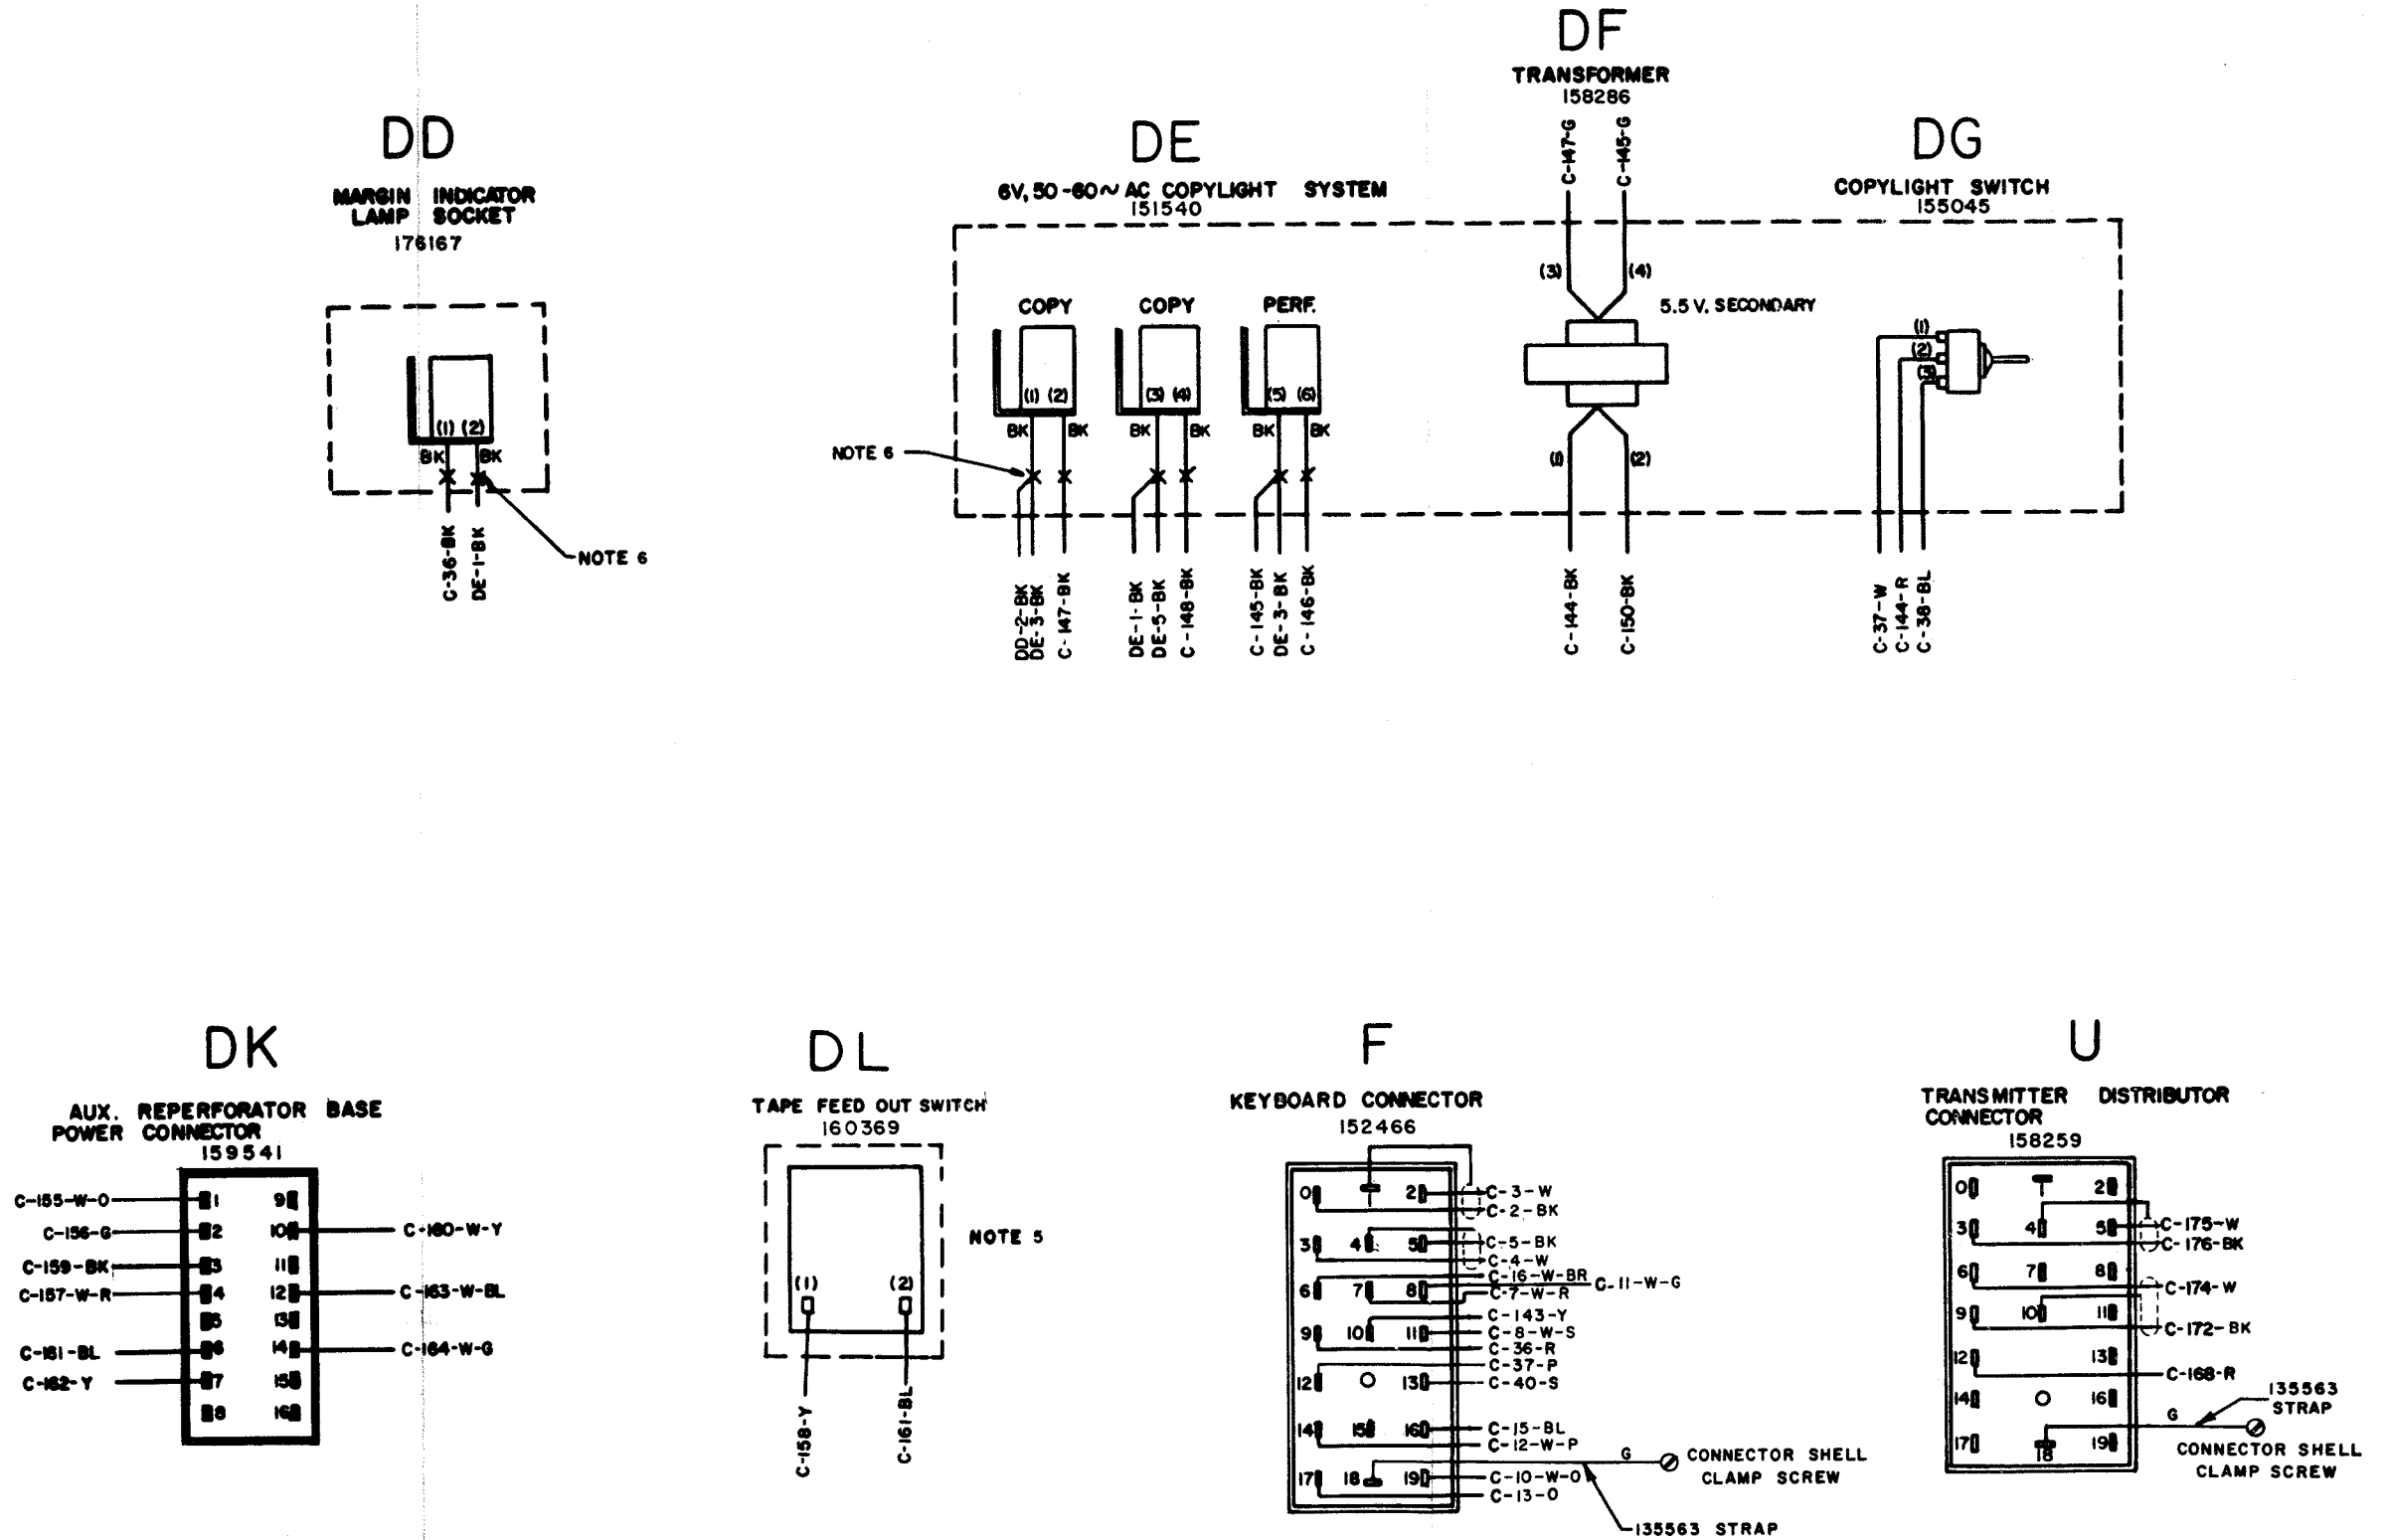 DD
MARGIN INDICATOR
LAMP SOCKET
176167
(1) (2)
BK BK
C-36-BK
DE-1-BK
NOTE 6
DE
6V, 50-60~ AC COPYLIGHT SYSTEM
151540
COPY COPY PERF.
(1) (2) (3) (4) (5) (6)
BK BK BK BK BK BK
NOTE 6
DD-2-BK
DE-3-BK
C-147-BK
DE-1-BK
DE-5-BK
C-148-BK
C-145-BK
DE-3-BK
C-146-BK
DF
TRANSFORMER
158286
C-147-G
C-145-G
(3) (4)
5.5 V. SECONDARY
(1) (2)
C-144-BK
C-150-BK
DG
COPYLIGHT SWITCH
155045
(1)
(2)
(3)
C-37-W
C-144-R
C-38-BL
DK
AUX. REPERFORATOR BASE
POWER CONNECTOR
159541
C-155-W-O 1 9
C-156-G 2 10 C-160-W-Y
C-159-BK 3 11
C-157-W-R 4 12 C-163-W-BL
5 13
C-161-BL 6 14 C-164-W-G
C-162-Y 7 15
8 16
DL
TAPE FEED OUT SWITCH
160369
NOTE 5
(1) (2)
C-158-Y
C-161-BL
F
KEYBOARD CONNECTOR
152466
0 2 C-3-W
C-2-BK
3 4 5 C-5-BK
C-4-W
C-16-W-BR
6 7 8 C-11-W-G
C-7-W-R
C-143-Y
9 10 11 C-8-W-S
C-36-R
C-37-P
12 13 C-40-S
14 15 16 C-15-BL
C-12-W-P
G CONNECTOR SHELL
CLAMP SCREW
17 18 19 C-10-W-O
C-13-O
135563 STRAP
U
TRANSMITTER DISTRIBUTOR
CONNECTOR
158259
0 2
3 4 5 C-175-W
C-176-BK
6 7 8
C-174-W
9 10 11
C-172-BK
12 13
C-168-R
135563
STRAP
14 16
G
17 18 19
CONNECTOR SHELL
CLAMP SCREW